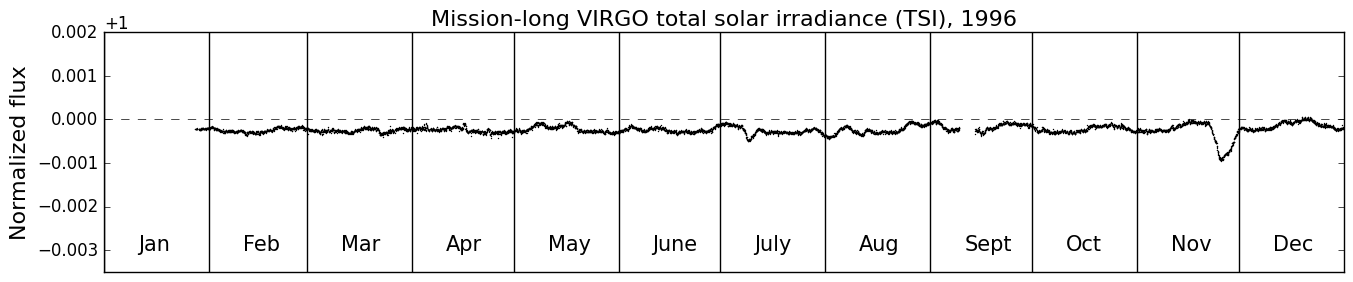 Mission-long VIRGO total solar irradiance (TSI), 1996
+1
0.002
0.001
0.000
−0.001
−0.002
−0.003
Normalized flux
Jan Feb Mar Apr May June July Aug Sept Oct Nov Dec